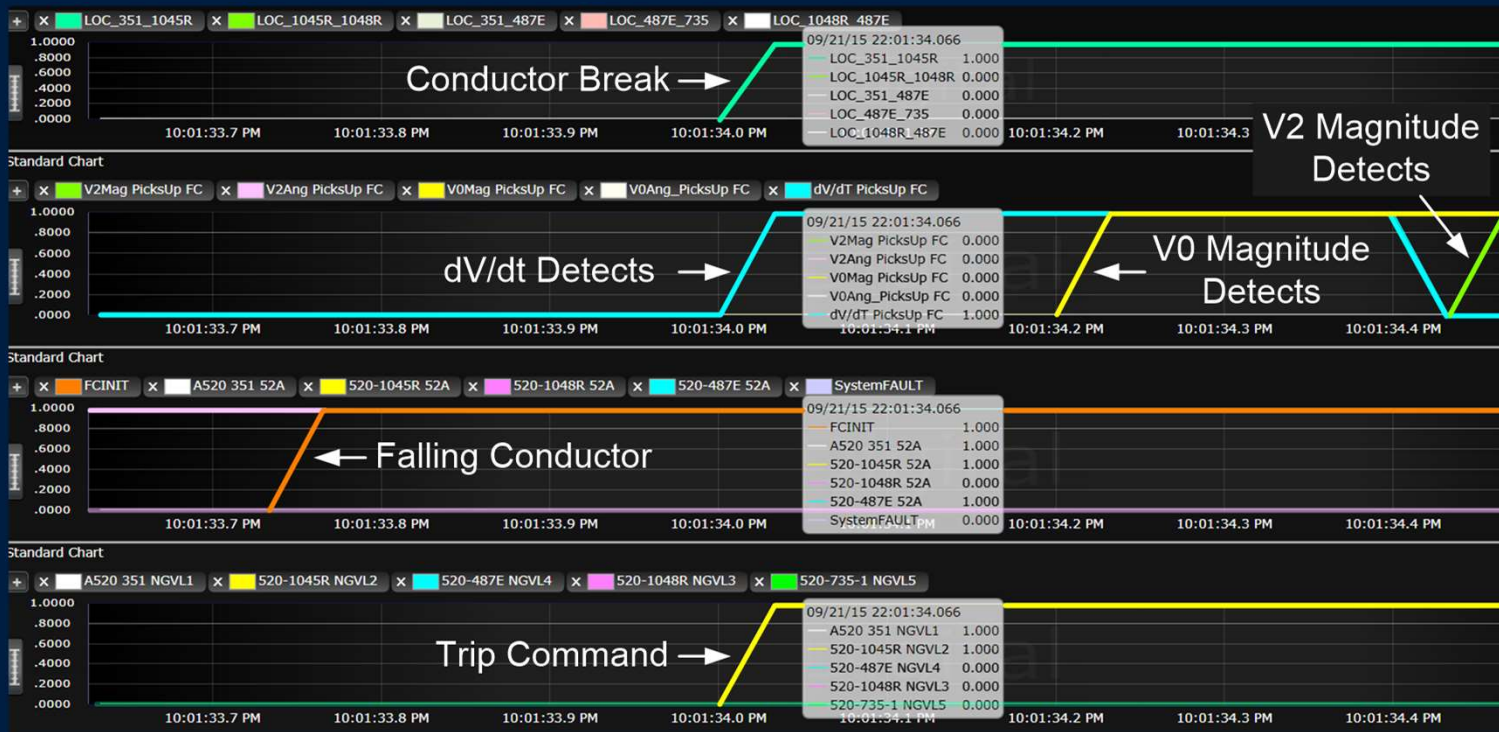 + × LOC_351_1045R × LOC_1045R_1048R × LOC_351_487E × LOC_487E_735 × LOC_1048R_487E
1.0000
.8000
.6000
.4000
.2000
.0000
Conductor Break
09/21/15 22:01:34.066
LOC_351_1045R 1.000
LOC_1045R_1048R 0.000
LOC_351_487E 0.000
LOC_487E_735 0.000
LOC_1048R_487E 0.000
10:01:33.7 PM 10:01:33.8 PM 10:01:33.9 PM 10:01:34.0 PM 10:01:34.2 PM 10:01:34.3
V2 Magnitude
Detects
Standard Chart
+ × V2Mag PicksUp FC × V2Ang PicksUp FC × V0Mag PicksUp FC × V0Ang_PicksUp FC × dV/dT PicksUp FC
1.0000
.8000
.6000
.4000
.2000
.0000
dV/dt Detects
09/21/15 22:01:34.066
V2Mag PicksUp FC 0.000
V2Ang PicksUp FC 0.000
V0Mag PicksUp FC 0.000
V0Ang_PicksUp FC 0.000
dV/dT PicksUp FC 1.000
V0 Magnitude
Detects
10:01:33.7 PM 10:01:33.8 PM 10:01:33.9 PM 10:01:34.0 PM 10:01:34.1 PM 10:01:34.2 PM 10:01:34.3 PM 10:01:34.4 PM
Standard Chart
+ × FCINIT × A520 351 52A × 520-1045R 52A × 520-1048R 52A × 520-487E 52A × SystemFAULT
1.0000
.8000
.6000
.4000
.2000
.0000
Falling Conductor
09/21/15 22:01:34.066
FCINIT 1.000
A520 351 52A 1.000
520-1045R 52A 1.000
520-1048R 52A 0.000
520-487E 52A 1.000
SystemFAULT 0.000
10:01:33.7 PM 10:01:33.8 PM 10:01:33.9 PM 10:01:34.0 PM 10:01:34.1 PM 10:01:34.2 PM 10:01:34.3 PM 10:01:34.4 PM
Standard Chart
+ × A520 351 NGVL1 × 520-1045R NGVL2 × 520-487E NGVL4 × 520-1048R NGVL3 × 520-735-1 NGVL5
1.0000
.8000
.6000
.4000
.2000
.0000
Trip Command
09/21/15 22:01:34.066
A520 351 NGVL1 1.000
520-1045R NGVL2 1.000
520-487E NGVL4 0.000
520-1048R NGVL3 0.000
520-735-1 NGVL5 0.000
10:01:33.7 PM 10:01:33.8 PM 10:01:33.9 PM 10:01:34.0 PM 10:01:34.1 PM 10:01:34.2 PM 10:01:34.3 PM 10:01:34.4 PM